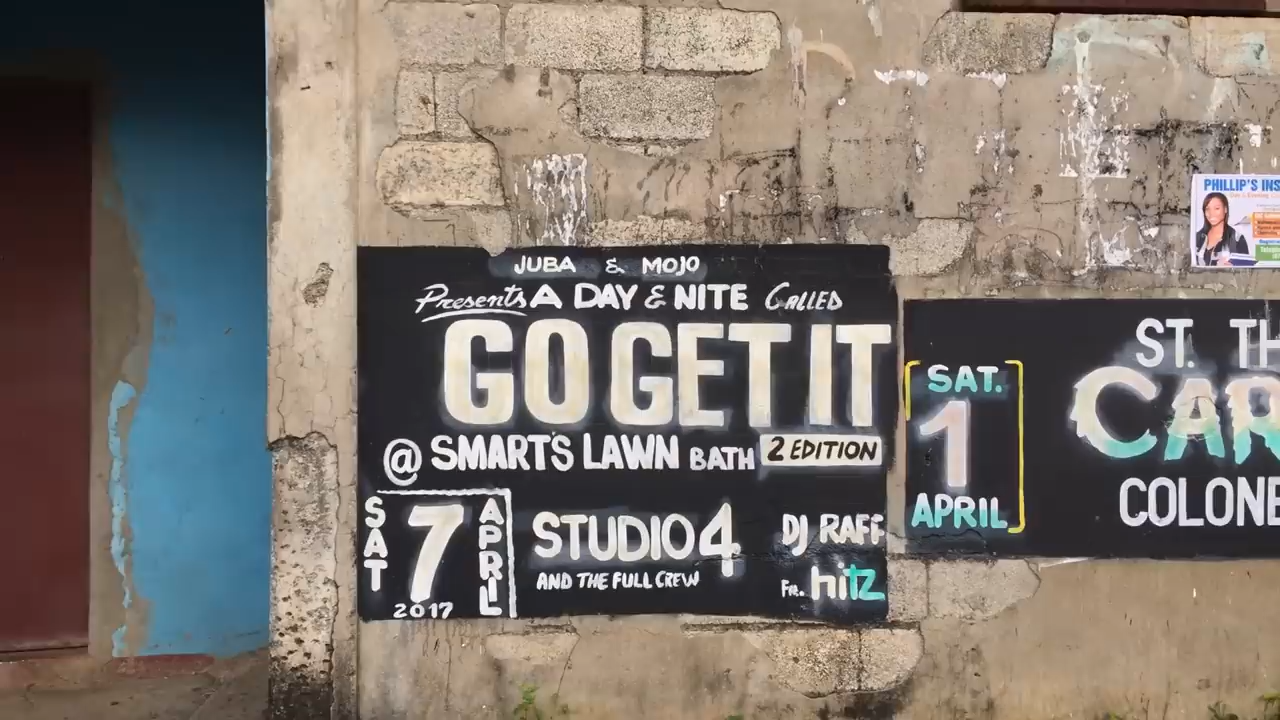 JUBA & MOJO
Presents A DAY & NITE CALLED
GO GET IT
@ SMART'S LAWN BATH 2 EDITION
SAT 7 APRIL
2017
STUDIO 4
AND THE FULL CREW
DJ RAFF
FR. hitz
SAT.
1
APRIL
ST. TH
CAR
COLONE
PHILLIP'S INS